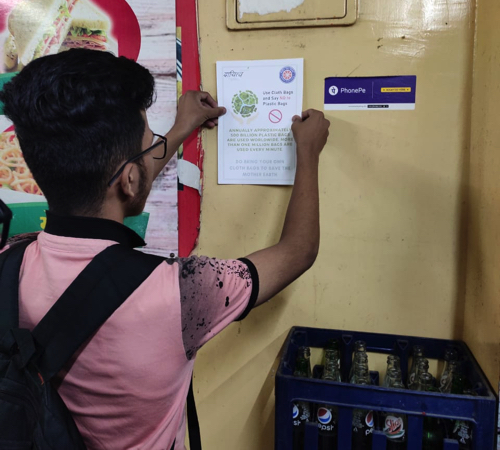 Use Cloth Bags
and Say NO to
Plastic Bags
ANNUALLY APPROXIMATELY
500 BILLION PLASTIC BAGS
ARE USED WORLDWIDE. MORE
THAN ONE MILLION BAGS ARE
USED EVERY MINUTE.
SO BRING YOUR OWN
CLOTH BAGS TO SAVE THE
MOTHER EARTH
PhonePe
pepsi
pepsi